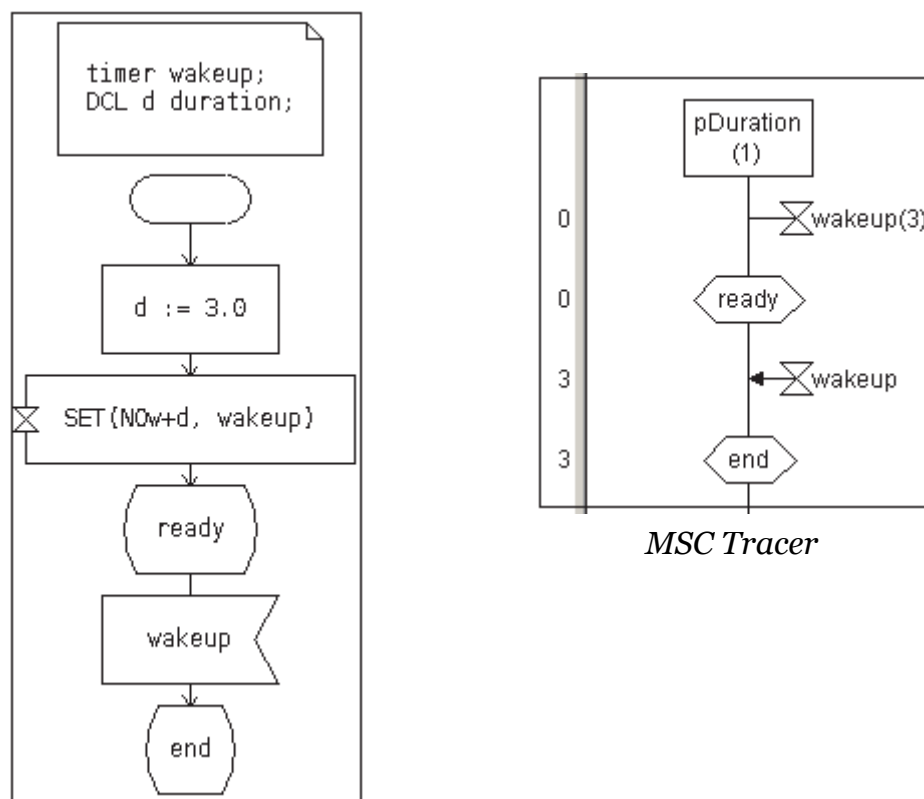 timer wakeup;
DCL d duration;
d := 3.0
SET(NOw+d, wakeup)
ready
wakeup
end
pDuration
(1)
0
wakeup(3)
0
ready
3
wakeup
3
end
MSC Tracer